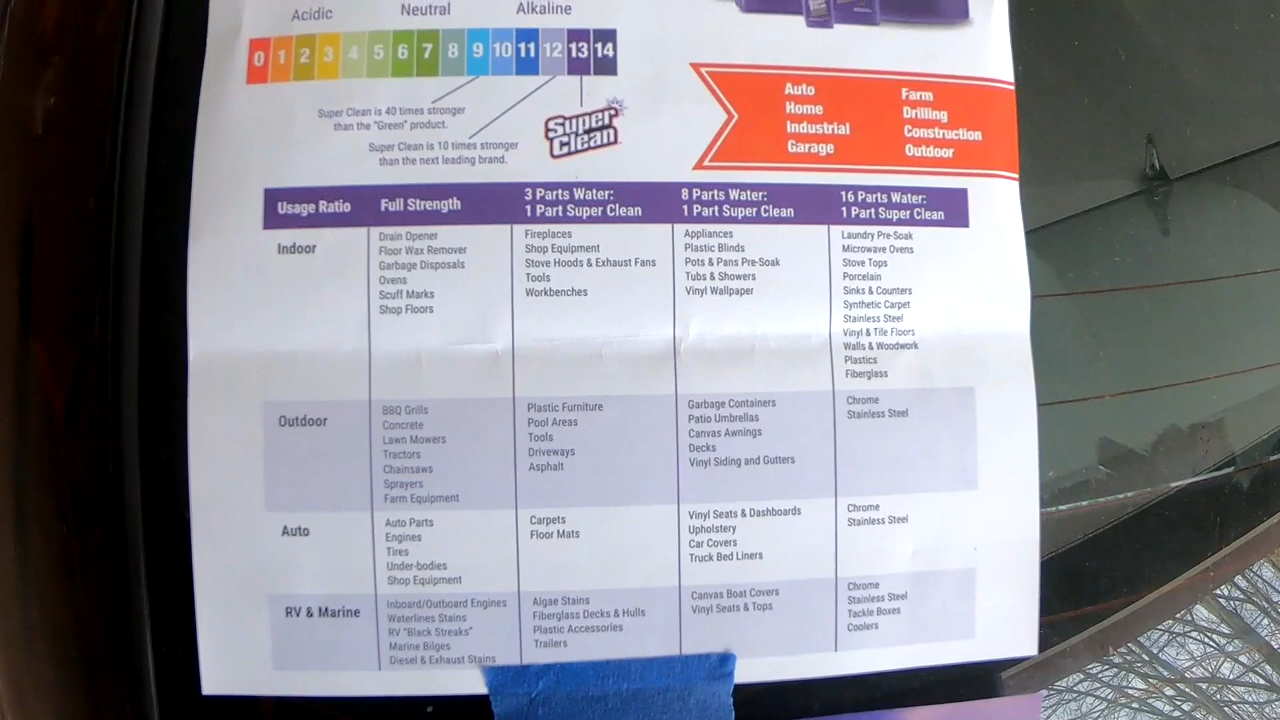 Acidic Neutral Alkaline
0 1 2 3 4 5 6 7 8 9 10 11 12 13 14
Super Clean is 40 times stronger
than the "Green" product.
Super Clean is 10 times stronger
than the next leading brand.
Super
Clean
Auto
Home
Industrial
Garage
Farm
Drilling
Construction
Outdoor
Usage Ratio
Full Strength
3 Parts Water:
1 Part Super Clean
8 Parts Water:
1 Part Super Clean
16 Parts Water:
1 Part Super Clean
Indoor
Drain Opener
Floor Wax Remover
Garbage Disposals
Ovens
Scuff Marks
Shop Floors
Fireplaces
Shop Equipment
Stove Hoods & Exhaust Fans
Tools
Workbenches
Appliances
Plastic Blinds
Pots & Pans Pre-Soak
Tubs & Showers
Vinyl Wallpaper
Laundry Pre-Soak
Microwave Ovens
Stove Tops
Porcelain
Sinks & Counters
Synthetic Carpet
Stainless Steel
Vinyl & Tile Floors
Walls & Woodwork
Plastics
Fiberglass
Outdoor
BBQ Grills
Concrete
Lawn Mowers
Tractors
Chainsaws
Sprayers
Farm Equipment
Plastic Furniture
Pool Areas
Tools
Driveways
Asphalt
Garbage Containers
Patio Umbrellas
Canvas Awnings
Decks
Vinyl Siding and Gutters
Chrome
Stainless Steel
Auto
Auto Parts
Engines
Tires
Under-bodies
Shop Equipment
Carpets
Floor Mats
Vinyl Seats & Dashboards
Upholstery
Car Covers
Truck Bed Liners
Chrome
Stainless Steel
RV & Marine
Inboard/Outboard Engines
Waterlines Stains
RV "Black Streaks"
Marine Bilges
Diesel & Exhaust Stains
Algae Stains
Fiberglass Decks & Hulls
Plastic Accessories
Trailers
Canvas Boat Covers
Vinyl Seats & Tops
Chrome
Stainless Steel
Tackle Boxes
Coolers